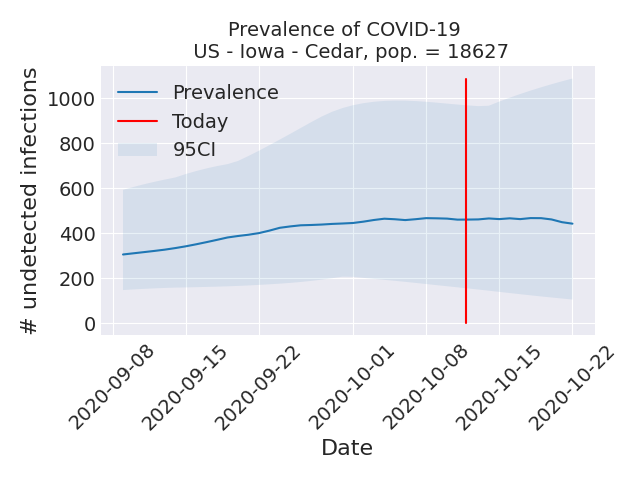 Prevalence of COVID-19
US - Iowa - Cedar, pop. = 18627
# undetected infections
1000
800
600
400
200
0
Prevalence
Today
95CI
2020-09-08
2020-09-15
2020-09-22
2020-10-01
2020-10-08
2020-10-15
2020-10-22
Date